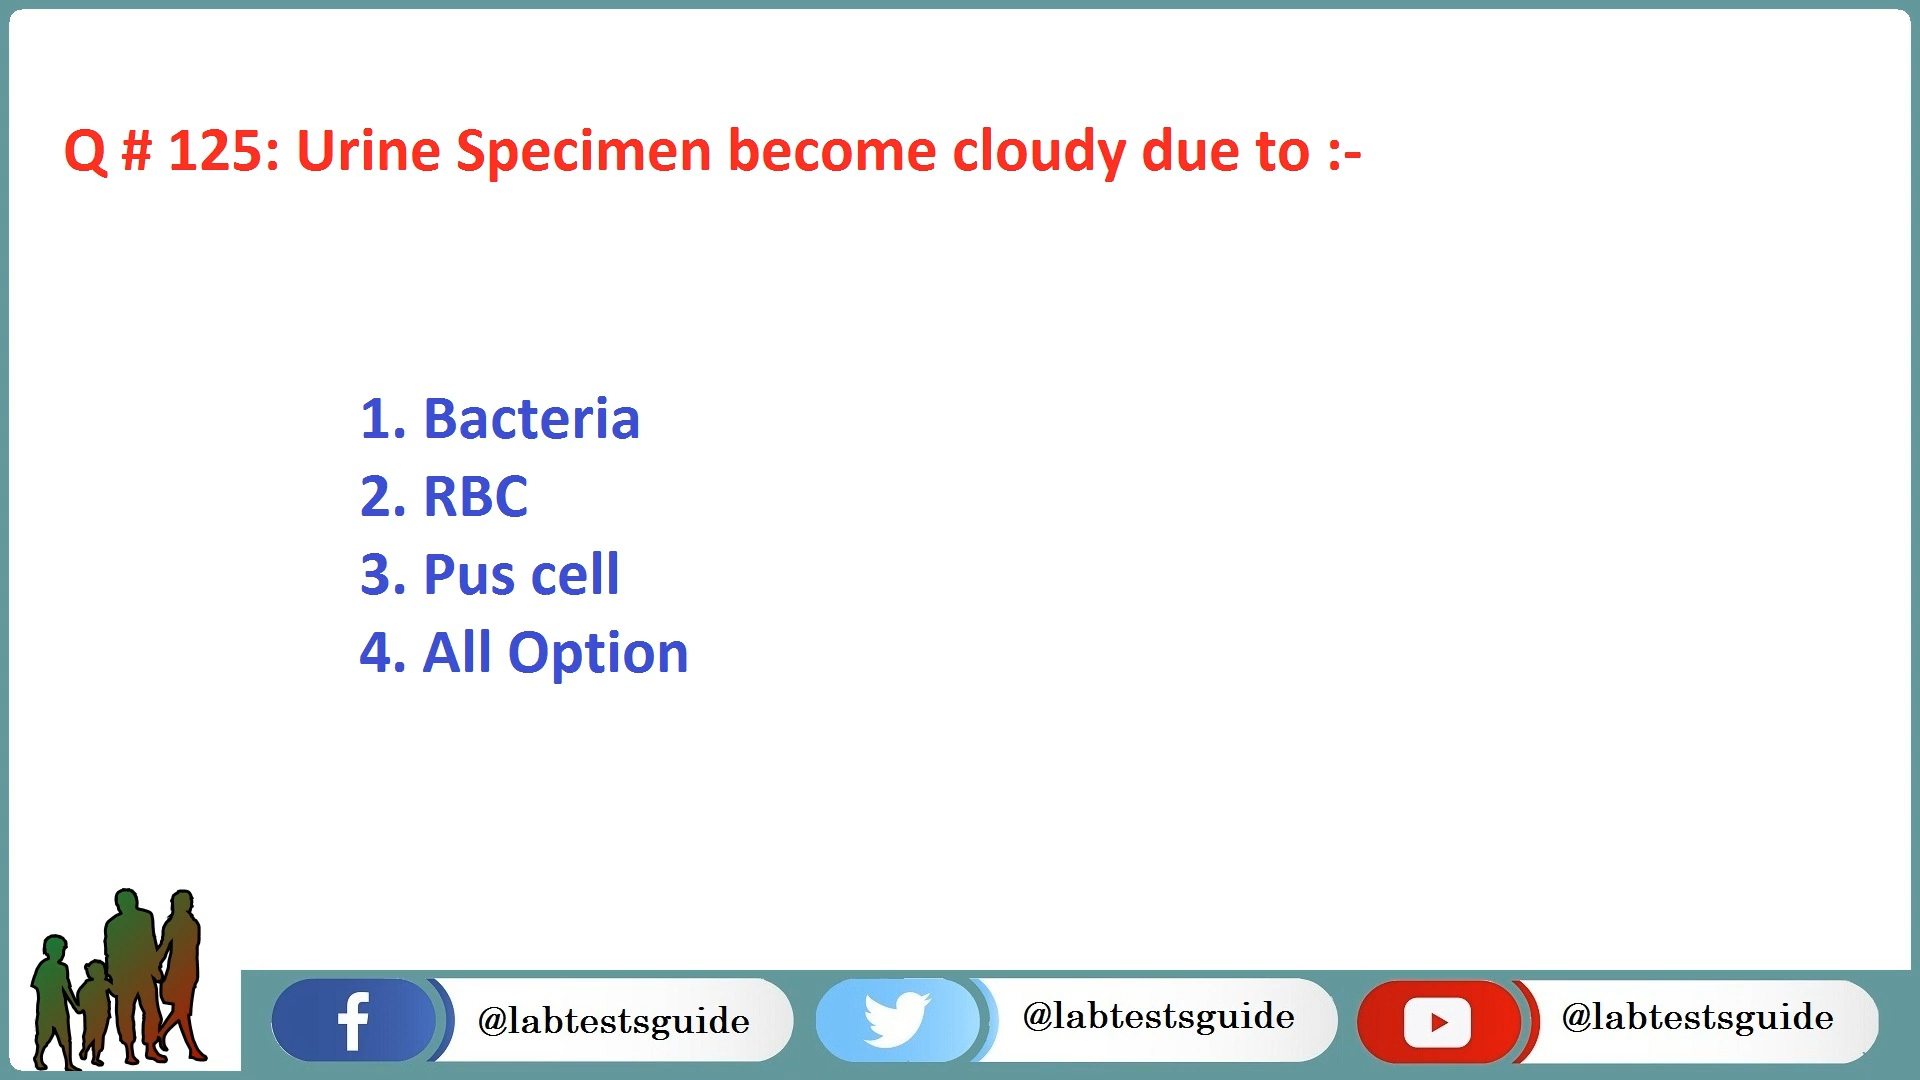 Q # 125: Urine Specimen become cloudy due to :-
1. Bacteria
2. RBC
3. Pus cell
4. All Option
@labtestsguide
@labtestsguide
@labtestsguide